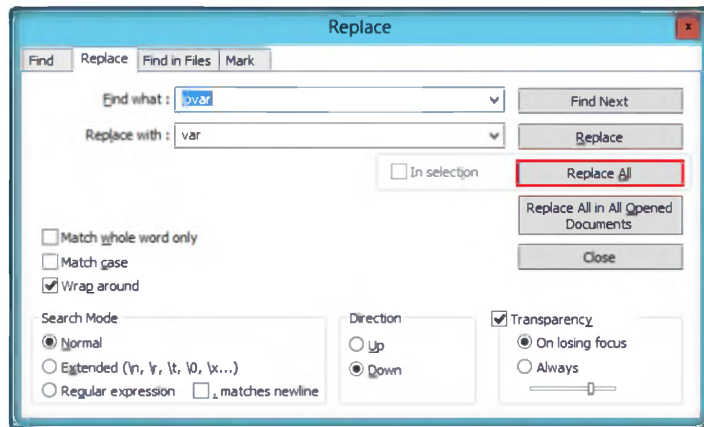 Replace
x
Find Replace Find in Files Mark
Find what : pvar
Find Next
Replace with : var
Replace
In selection
Replace All
Replace All in All Opened
Documents
Match whole word only
Match case
Close
Wrap around
Search Mode
Direction
Transparency
Normal
Up
On losing focus
Extended (\n, \r, \t, \0, \x...)
Down
Always
Regular expression
. matches newline